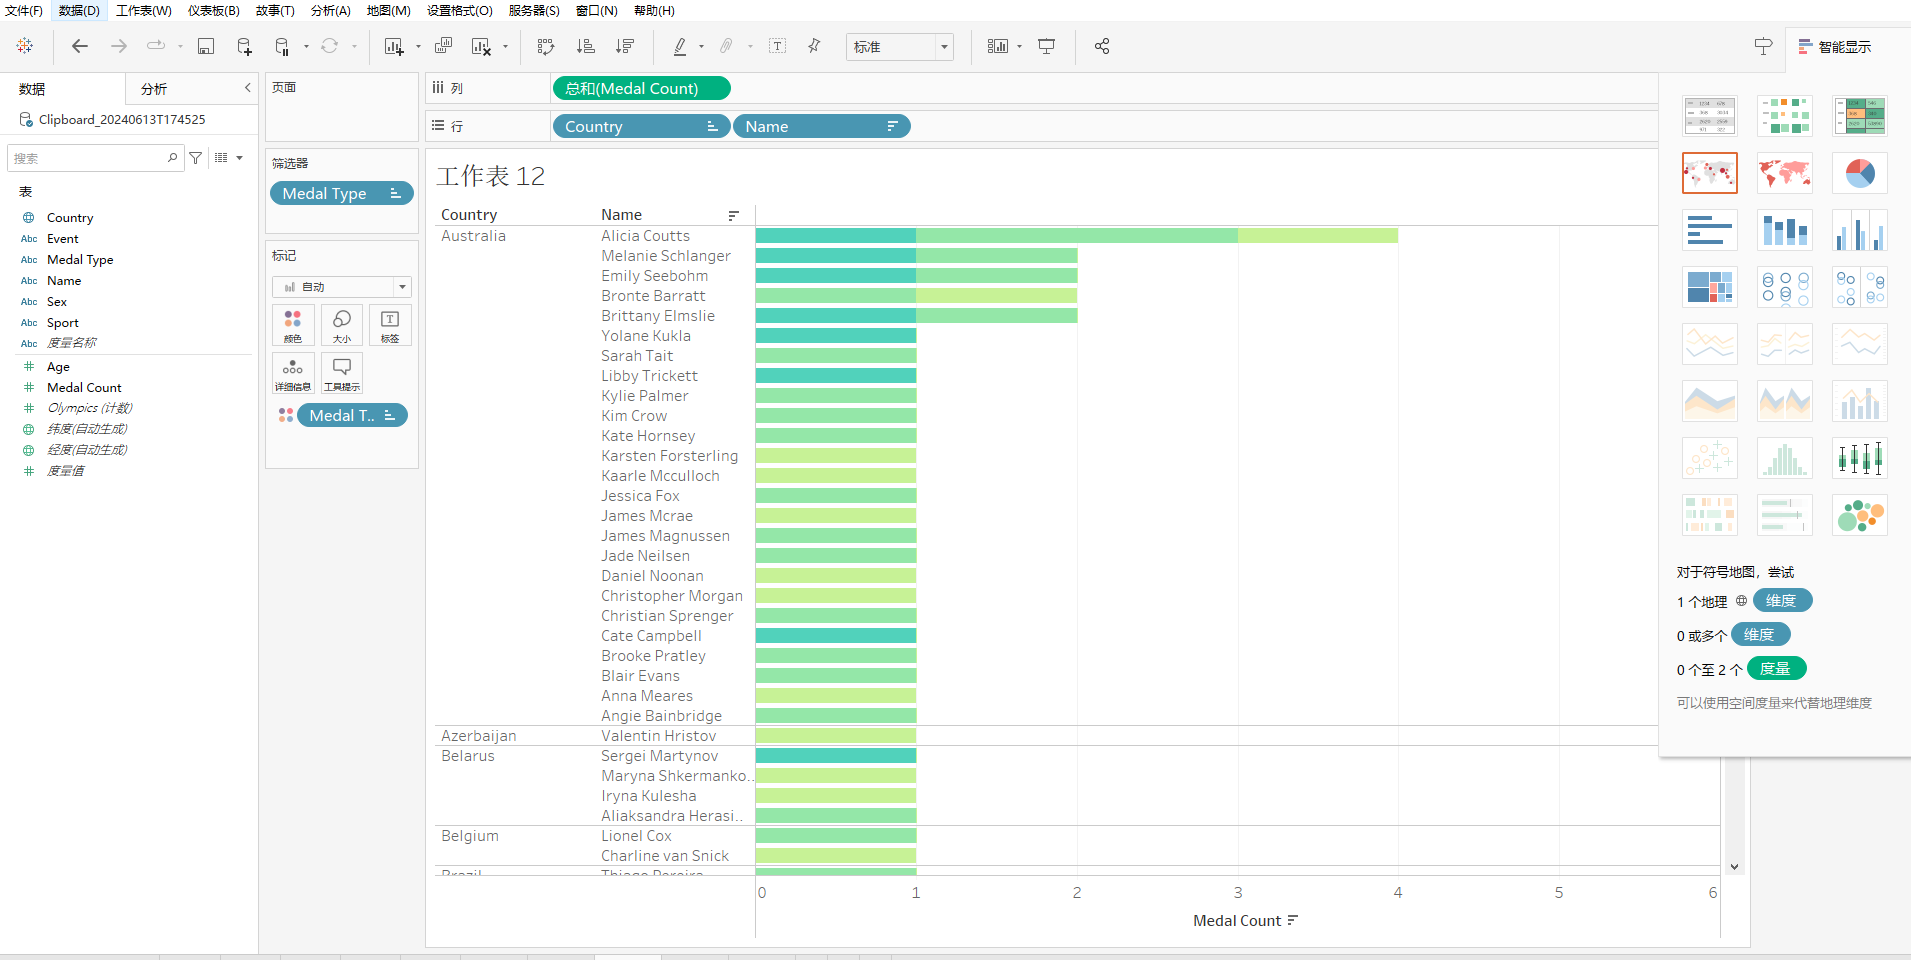 文件(F) 数据(D) 工作表(W) 仪表板(B) 故事(T) 分析(A) 地图(M) 设置格式(O) 服务器(S) 窗口(N) 帮助(H)
标准
智能显示
数据 分析
Clipboard_20240613T174525
搜索
表
Country
Abc Event
Abc Medal Type
Abc Name
Abc Sex
Abc Sport
Abc 度量名称
Age
Medal Count
Olympics (计数)
纬度(自动生成)
经度(自动生成)
度量值
页面
筛选器
Medal Type
标记
自动
颜色 大小 标签
详细信息 工具提示
Medal T..
列 总和(Medal Count)
行 Country Name
工作表 12
Country Name
Australia Alicia Coutts
Melanie Schlanger
Emily Seebohm
Bronte Barratt
Brittany Elmslie
Yolane Kukla
Sarah Tait
Libby Trickett
Kylie Palmer
Kim Crow
Kate Hornsey
Karsten Forsterling
Kaarle Mcculloch
Jessica Fox
James Mcrae
James Magnussen
Jade Neilsen
Daniel Noonan
Christopher Morgan
Christian Sprenger
Cate Campbell
Brooke Pratley
Blair Evans
Anna Meares
Angie Bainbridge
Azerbaijan Valentin Hristov
Belarus Sergei Martynov
Maryna Shkermanko..
Iryna Kulesha
Aliaksandra Herasi..
Belgium Lionel Cox
Charline van Snick
Brazil Thiago Pereira
0 1 2 3 4 5 6
Medal Count
对于符号地图，尝试
1 个地理 维度
0 或多个 维度
0 个至 2 个 度量
可以使用空间度量来代替地理维度